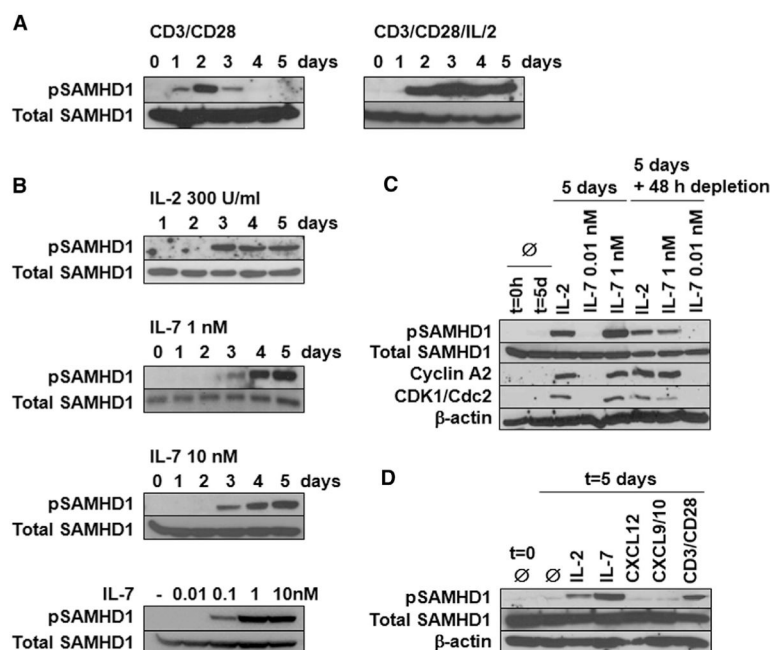 A
CD3/CD28
0 1 2 3 4 5 days
pSAMHD1
Total SAMHD1
CD3/CD28/IL/2
0 1 2 3 4 5 days
B
IL-2 300 U/ml
1 2 3 4 5 days
pSAMHD1
Total SAMHD1
IL-7 1 nM
0 1 2 3 4 5 days
pSAMHD1
Total SAMHD1
IL-7 10 nM
0 1 2 3 4 5 days
pSAMHD1
Total SAMHD1
IL-7 - 0.01 0.1 1 10nM
pSAMHD1
Total SAMHD1
C
5 days
5 days
+ 48 h depletion
Ø
t=0h
t=5d
IL-2
IL-7 0.01 nM
IL-7 1 nM
IL-2
IL-7 1 nM
IL-7 0.01 nM
pSAMHD1
Total SAMHD1
Cyclin A2
CDK1/Cdc2
β-actin
D
t=5 days
t=0
Ø
Ø
IL-2
IL-7
CXCL12
CXCL9/10
CD3/CD28
pSAMHD1
Total SAMHD1
β-actin